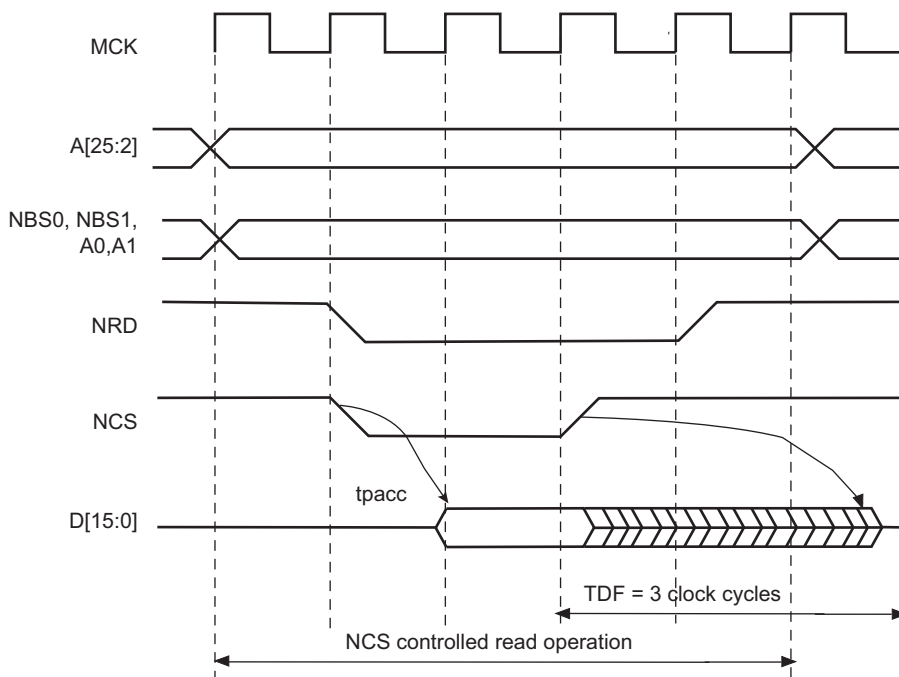 MCK
A[25:2]
NBS0, NBS1,
A0,A1
NRD
NCS
tpacc
D[15:0]
TDF = 3 clock cycles
NCS controlled read operation